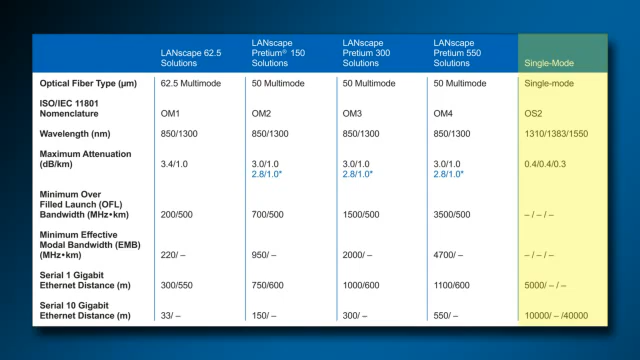 LANscape 62.5 Solutions
LANscape Pretium® 150 Solutions
LANscape Pretium 300 Solutions
LANscape Pretium 550 Solutions
Single-Mode
Optical Fiber Type (µm) 62.5 Multimode 50 Multimode 50 Multimode 50 Multimode Single-mode
ISO/IEC 11801
Nomenclature OM1 OM2 OM3 OM4 OS2
Wavelength (nm) 850/1300 850/1300 850/1300 850/1300 1310/1383/1550
Maximum Attenuation
(dB/km) 3.4/1.0 3.0/1.0 3.0/1.0 3.0/1.0 0.4/0.4/0.3
2.8/1.0* 2.8/1.0* 2.8/1.0*
Minimum Over
Filled Launch (OFL)
Bandwidth (MHz•km) 200/500 700/500 1500/500 3500/500 – / – / –
Minimum Effective
Modal Bandwidth (EMB)
(MHz•km) 220/ – 950/ – 2000/ – 4700/ – – / – / –
Serial 1 Gigabit
Ethernet Distance (m) 300/550 750/600 1000/600 1100/600 5000/ – / –
Serial 10 Gigabit
Ethernet Distance (m) 33/ – 150/ – 300/ – 550/ – 10000/ – /40000